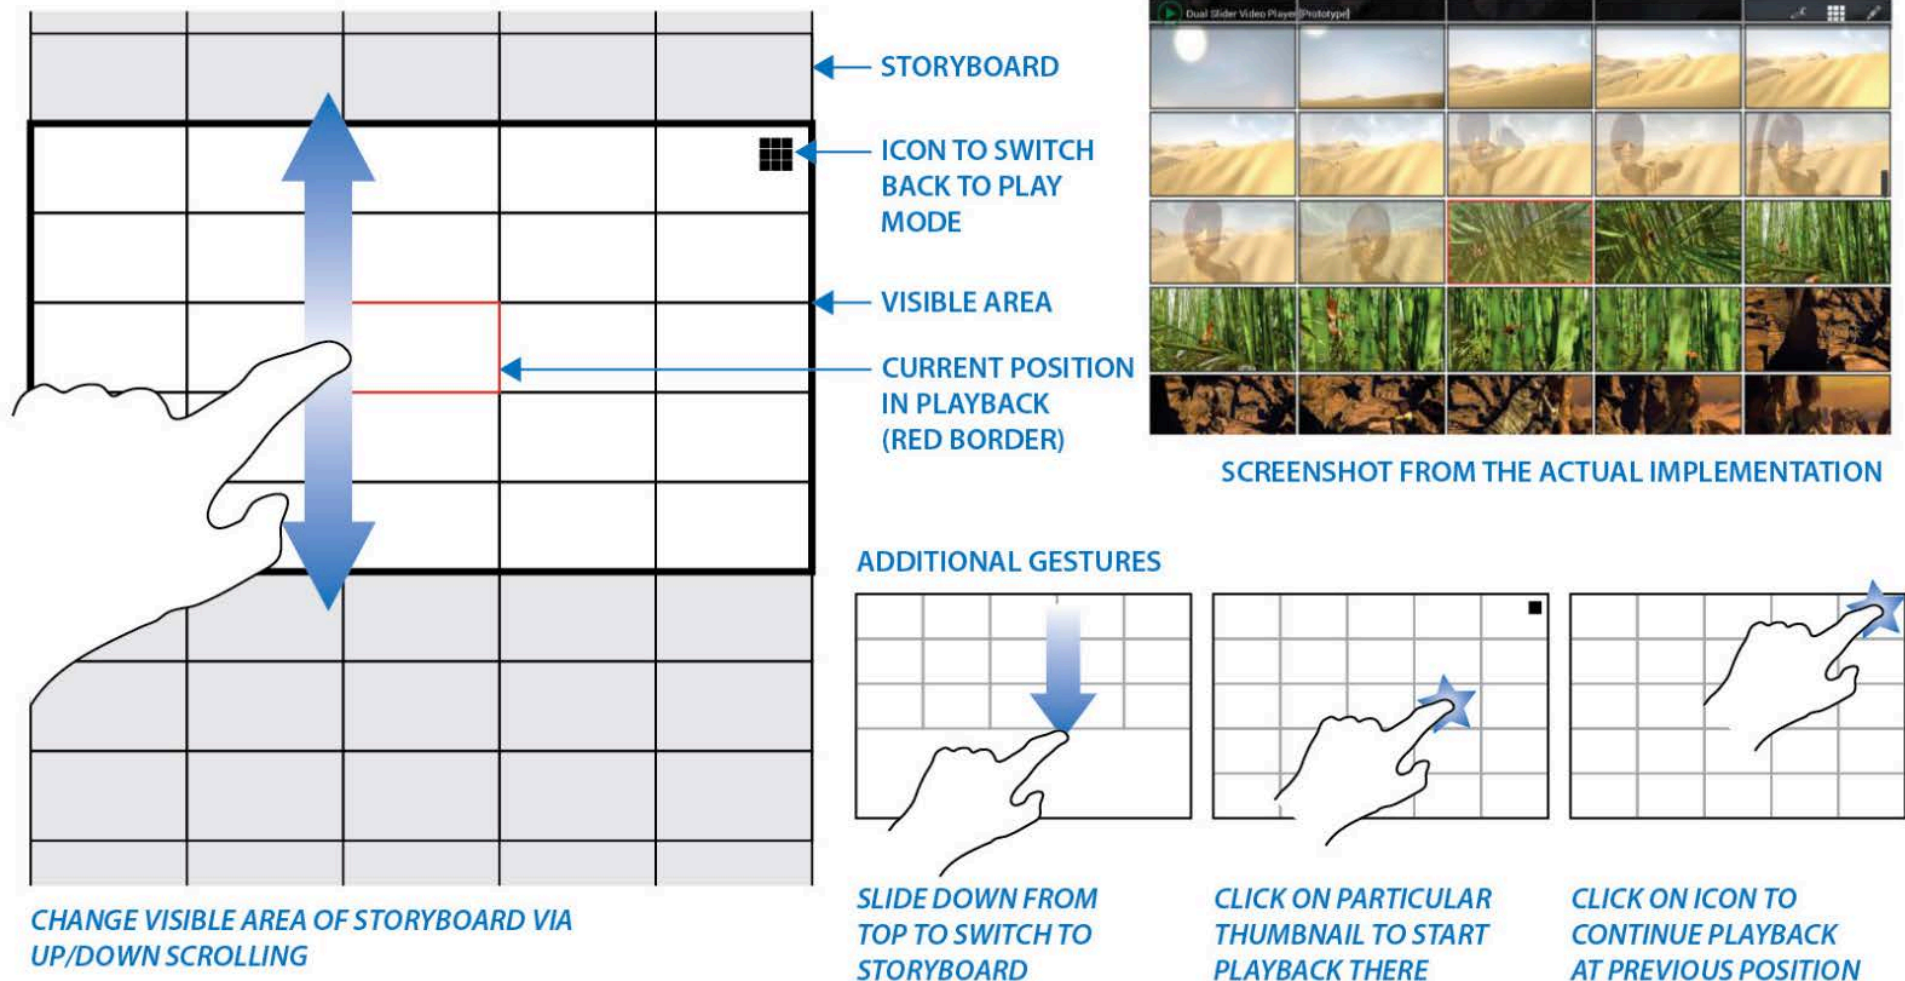 STORYBOARD
ICON TO SWITCH
BACK TO PLAY
MODE
VISIBLE AREA
CURRENT POSITION
IN PLAYBACK
(RED BORDER)
CHANGE VISIBLE AREA OF STORYBOARD VIA
UP/DOWN SCROLLING
Dual Slider Video Player [Prototype]
SCREENSHOT FROM THE ACTUAL IMPLEMENTATION
ADDITIONAL GESTURES
SLIDE DOWN FROM
TOP TO SWITCH TO
STORYBOARD
CLICK ON PARTICULAR
THUMBNAIL TO START
PLAYBACK THERE
CLICK ON ICON TO
CONTINUE PLAYBACK
AT PREVIOUS POSITION